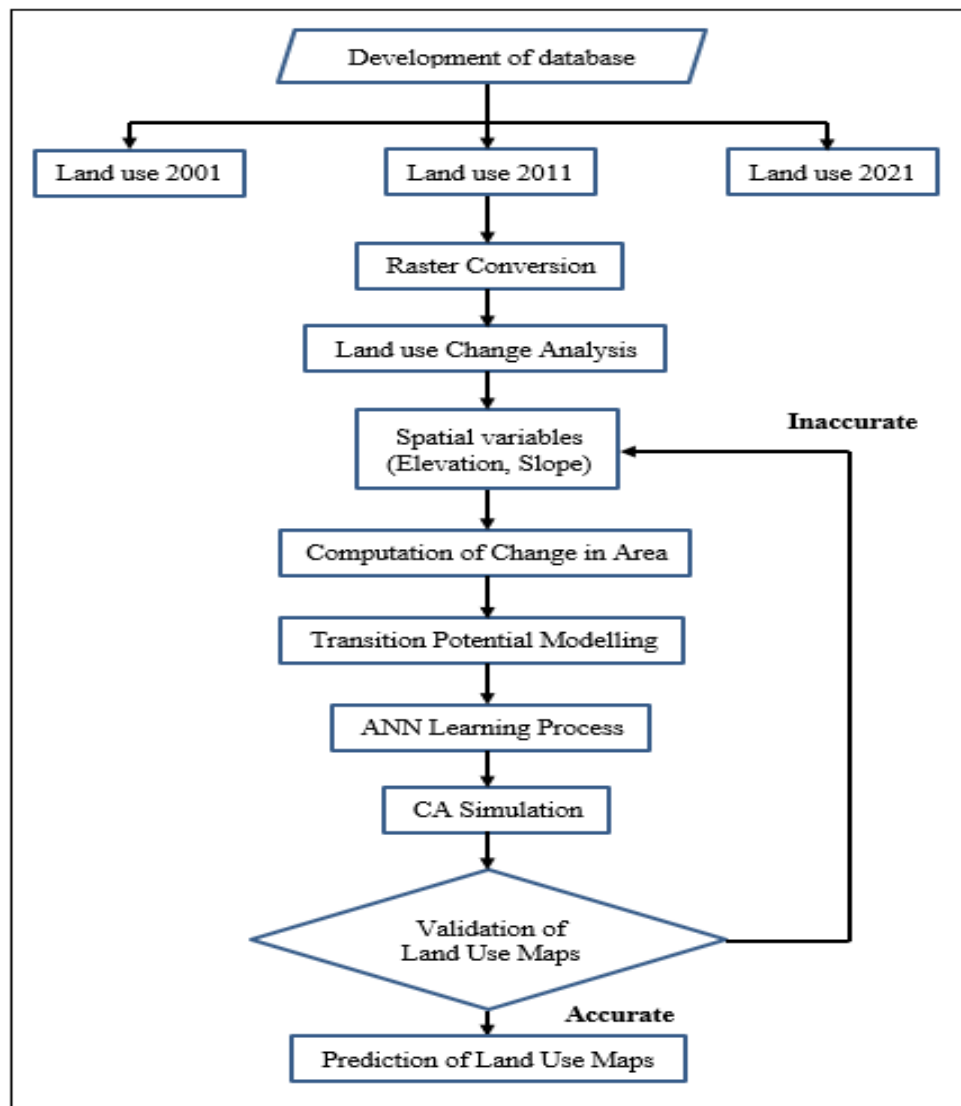 Development of database
Land use 2001
Land use 2011
Land use 2021
Raster Conversion
Land use Change Analysis
Spatial variables
(Elevation, Slope)
Inaccurate
Computation of Change in Area
Transition Potential Modelling
ANN Learning Process
CA Simulation
Validation of
Land Use Maps
Accurate
Prediction of Land Use Maps